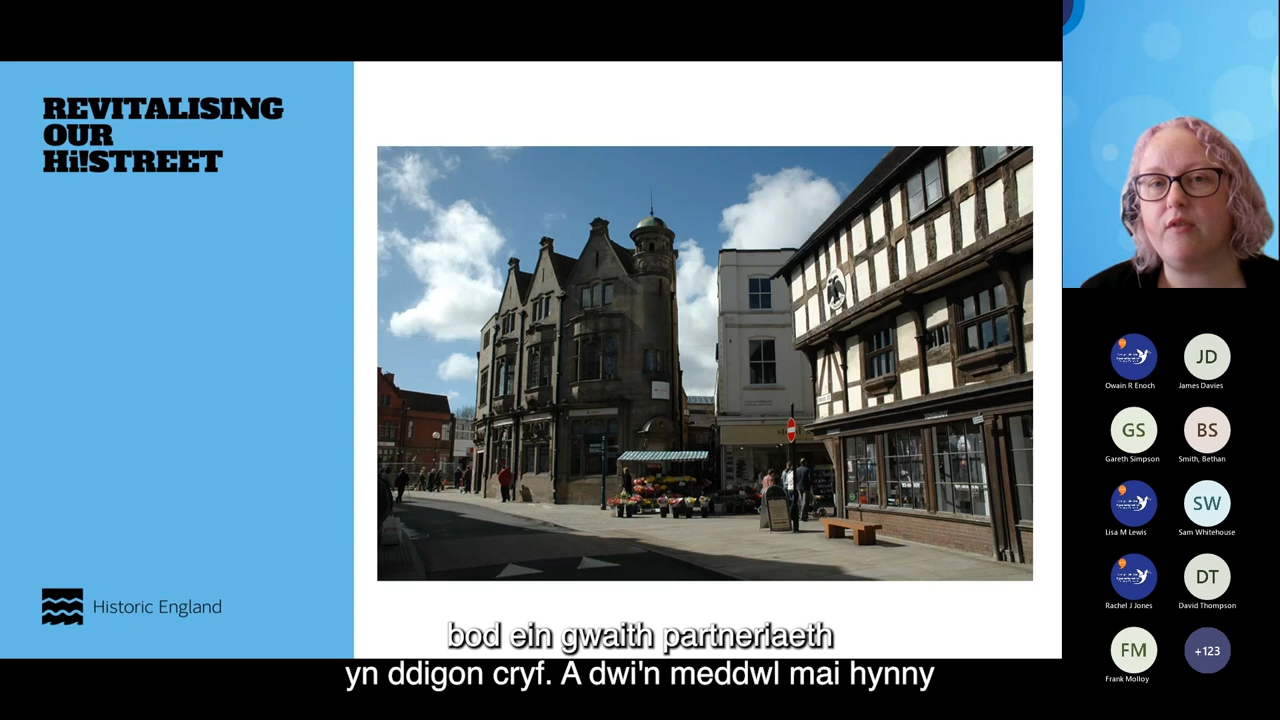 REVITALISING
OUR
Hi!STREET
Historic England
bod ein gwaith partneriaeth
yn ddigon cryf. A dwi'n meddwl mai hynny
Owain R Enoch
JD
James Davies
GS
Gareth Simpson
BS
Smith, Bethan
Lisa M Lewis
SW
Sam Whitehouse
Rachel J Jones
DT
David Thompson
FM
Frank Molloy
+123